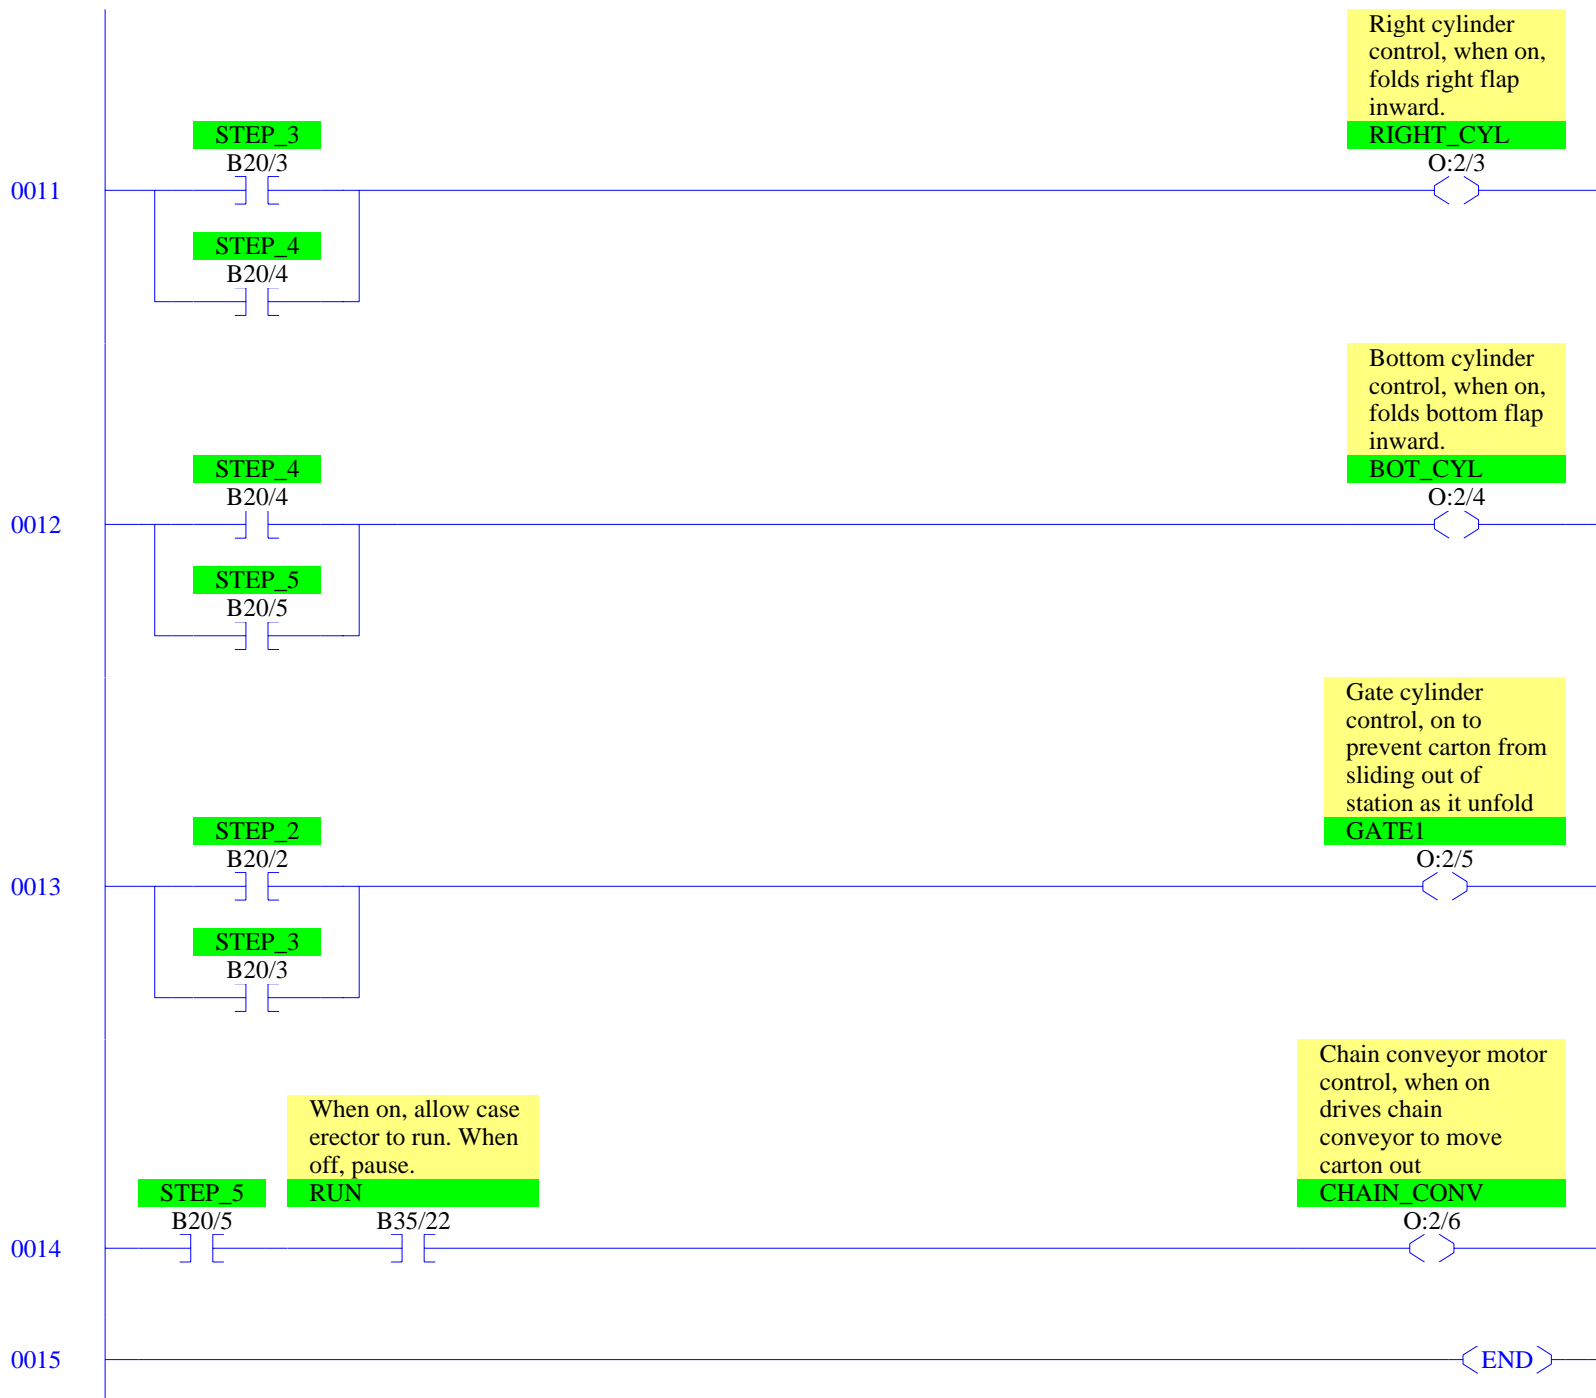 Right cylinder
control, when on,
folds right flap
inward.
STEP_3
RIGHT_CYL
B20/3
O:2/3
0011
STEP_4
B20/4
Bottom cylinder
control, when on,
folds bottom flap
inward.
STEP_4
BOT_CYL
B20/4
O:2/4
0012
STEP_5
B20/5
Gate cylinder
control, on to
prevent carton from
sliding out of
station as it unfold
STEP_2
GATE1
B20/2
O:2/5
0013
STEP_3
B20/3
Chain conveyor motor
control, when on
drives chain
conveyor to move
carton out
When on, allow case
erector to run. When
off, pause.
STEP_5
RUN
CHAIN_CONV
B20/5
B35/22
O:2/6
0014
0015
END